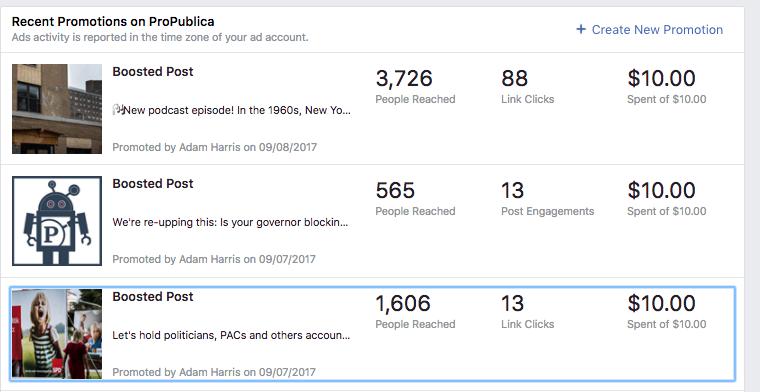 Recent Promotions on ProPublica
Ads activity is reported in the time zone of your ad account.
+ Create New Promotion
Boosted Post
New podcast episode! In the 1960s, New Yo...
Promoted by Adam Harris on 09/08/2017
3,726
People Reached
88
Link Clicks
$10.00
Spent of $10.00
Boosted Post
We're re-upping this: Is your governor blockin...
Promoted by Adam Harris on 09/07/2017
565
People Reached
13
Post Engagements
$10.00
Spent of $10.00
P
Boosted Post
Let's hold politicians, PACs and others accoun...
Promoted by Adam Harris on 09/07/2017
1,606
People Reached
13
Link Clicks
$10.00
Spent of $10.00
SPD